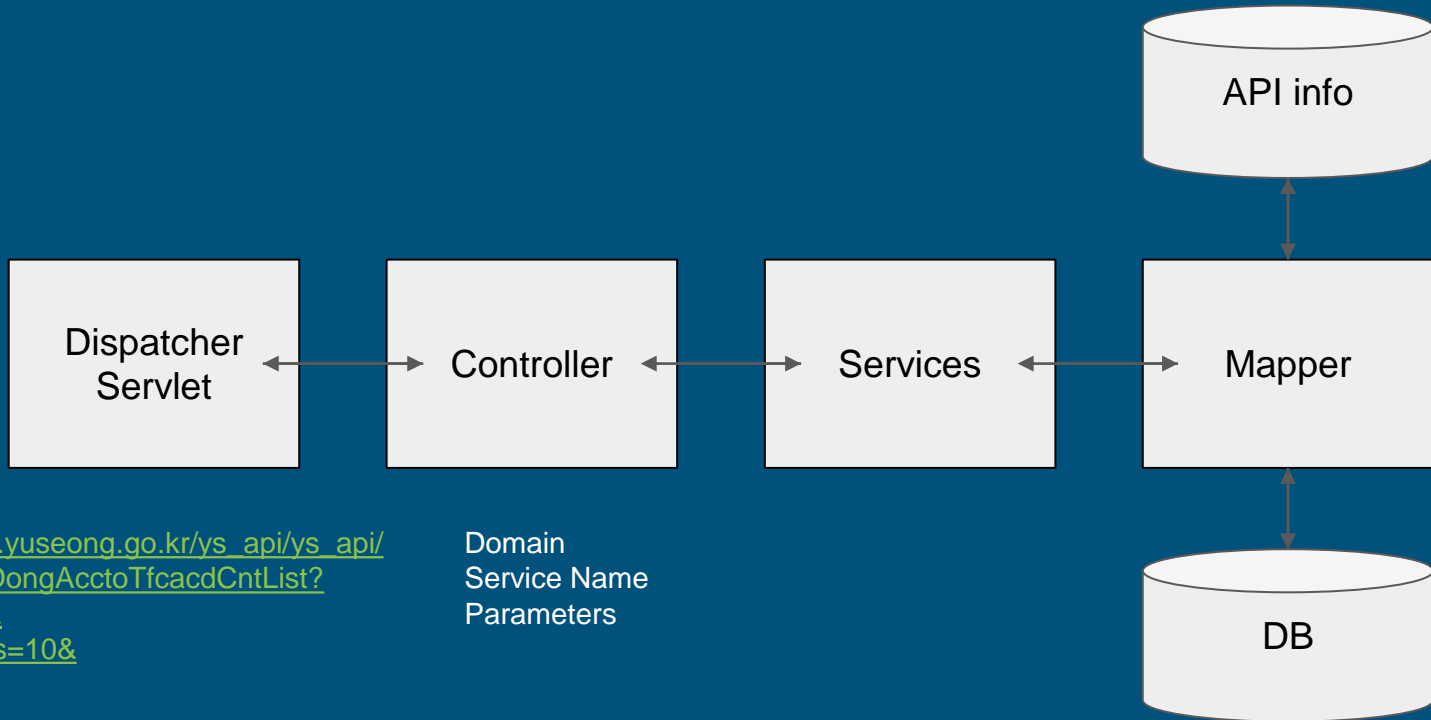 API info
Dispatcher
Servlet
Controller
Services
Mapper
.yuseong.go.kr/ys_api/ys_api/
DongAcctoTfcacdCntList?
s=10&
Domain
Service Name
Parameters
DB